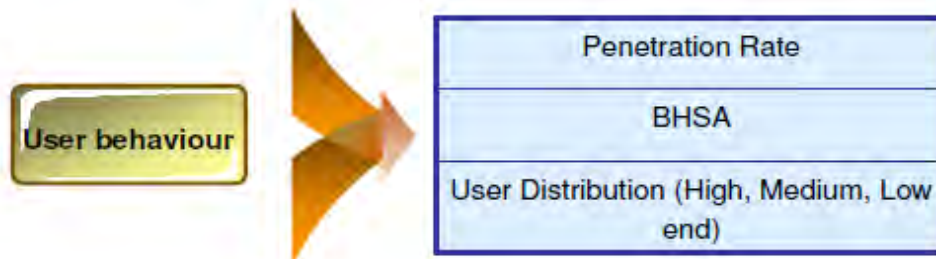 User behaviour
Penetration Rate
BHSA
User Distribution (High, Medium, Low
end)